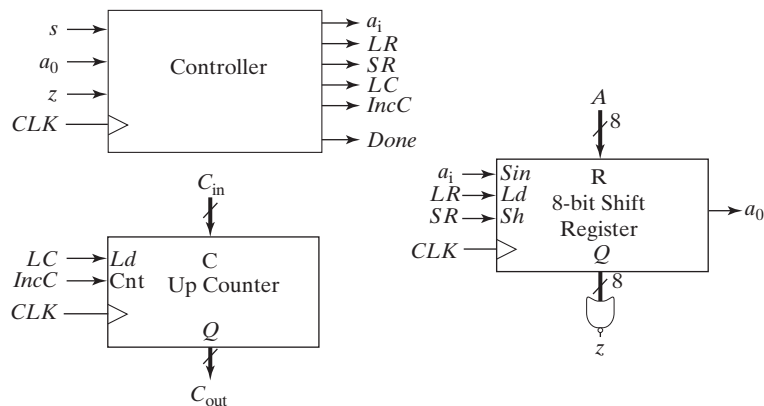 s
a0
z
CLK
Controller
ai
LR
SR
LC
IncC
Done
Cin
LC
IncC
CLK
Ld
Cnt
C
Up Counter
Q
Cout
A
8
ai
LR
SR
CLK
Sin
Ld
Sh
R
8-bit Shift
Register
Q
a0
8
z